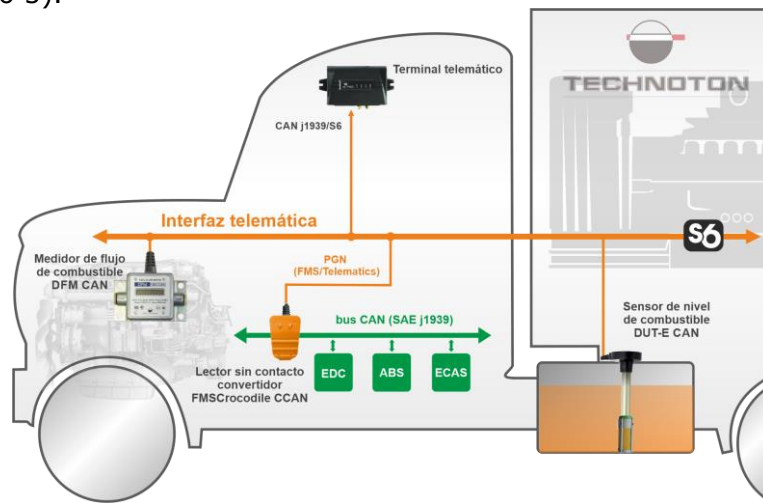 TECHNOTON
Terminal telemático
CAN j1939/S6
Interfaz telemática
S6
Medidor de flujo
de combustible
DFM CAN
PGN
(FMS/Telematics)
Sensor de nivel
de combustible
DUT-E CAN
bus CAN (SAE j1939)
Lector sin contacto
convertidor
FMSCrocodile CCAN
EDC
ABS
ECAS